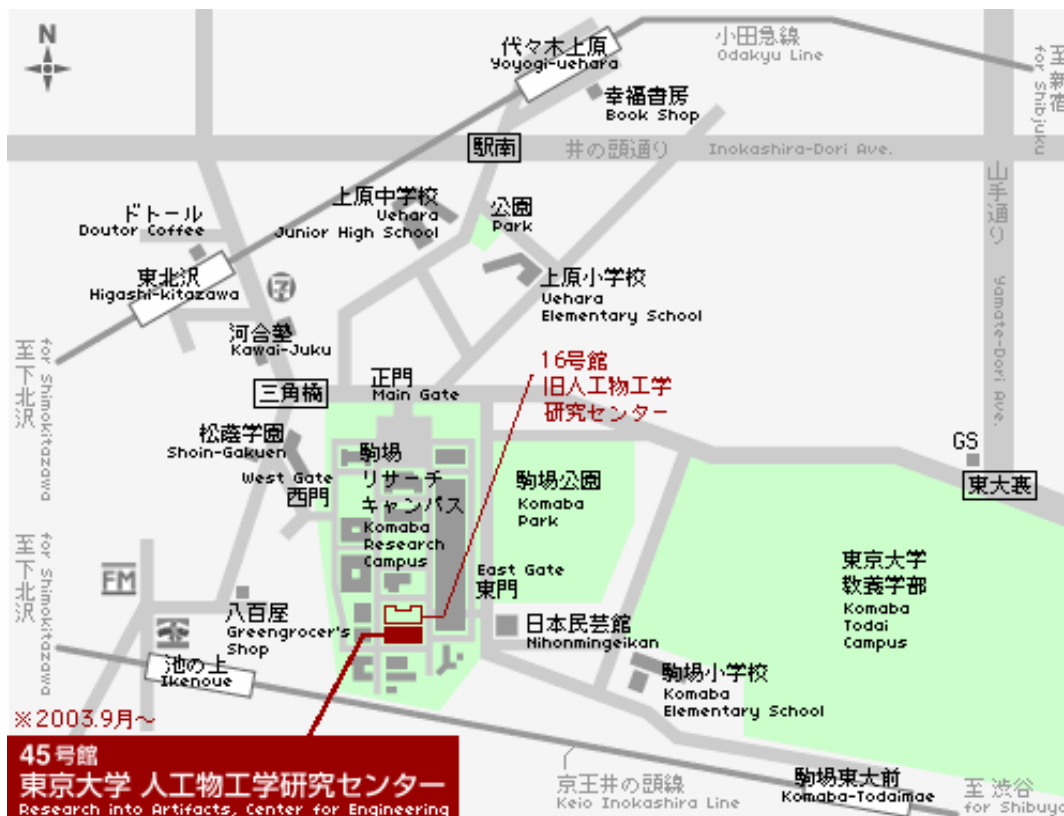 N
代々木上原
Yoyogi-uehara
小田急線
Odakyu Line
至 新宿
for Shibjuku
幸福書房
Book Shop
駅南
井の頭通り Inokashira-Dori Ave.
山手通り Yamate-Dori Ave.
ドトール
Doutor Coffee
上原中学校
Uehara
Junior High School
公園
Park
東北沢
Higashi-kitazawa
7
上原小学校
Uehara
Elementary School
河合塾
Kawai-Juku
至 下北沢
for Shimokitazawa
三角橋
正門
Main Gate
16号館
旧人工物工学
研究センター
松蔭学園
Shoin-Gakuen
West Gate
西門
駒場
リサーチ
キャンパス
Komaba
Research
Campus
駒場公園
Komaba
Park
GS
東大裏
東京大学
教養学部
Komaba
Todai
Campus
East Gate
東門
至 下北沢
for Shimokitazawa
FM
八百屋
Greengrocer's
Shop
日本民芸館
Nihonmingeikan
池の上
Ikenoue
駒場小学校
Komaba
Elementary School
※2003.9月～
45号館
東京大学 人工物工学研究センター
Research into Artifacts, Center for Engineering
京王井の頭線
Keio Inokashira Line
駒場東大前
Komaba-Todaimae
至 渋谷
for Shibuya